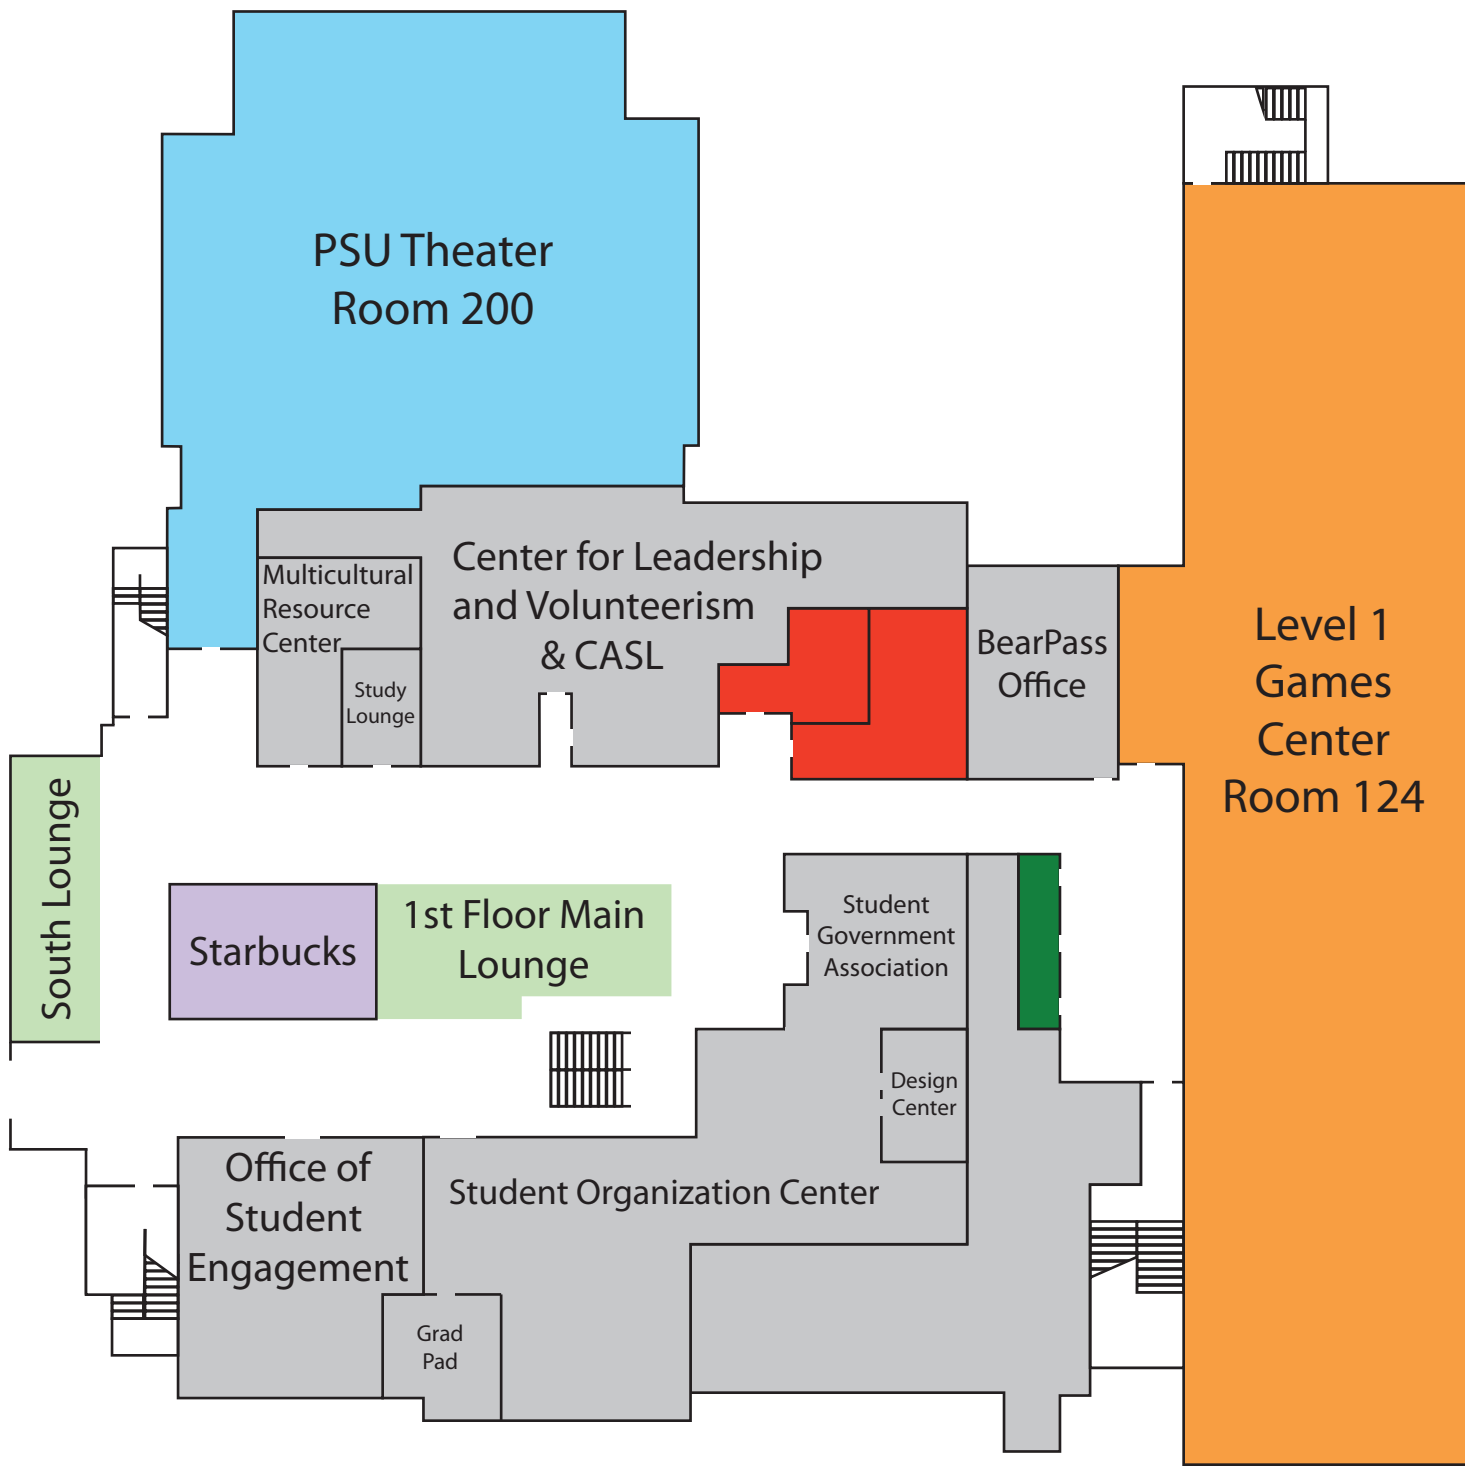 PSU Theater
Room 200
Center for Leadership
and Volunteerism
& CASL
Multicultural
Resource
Center
Study
Lounge
BearPass
Office
Level 1
Games
Center
Room 124
South Lounge
Starbucks
1st Floor Main
Lounge
Student
Government
Association
Design
Center
Office of
Student
Engagement
Student Organization Center
Grad
Pad